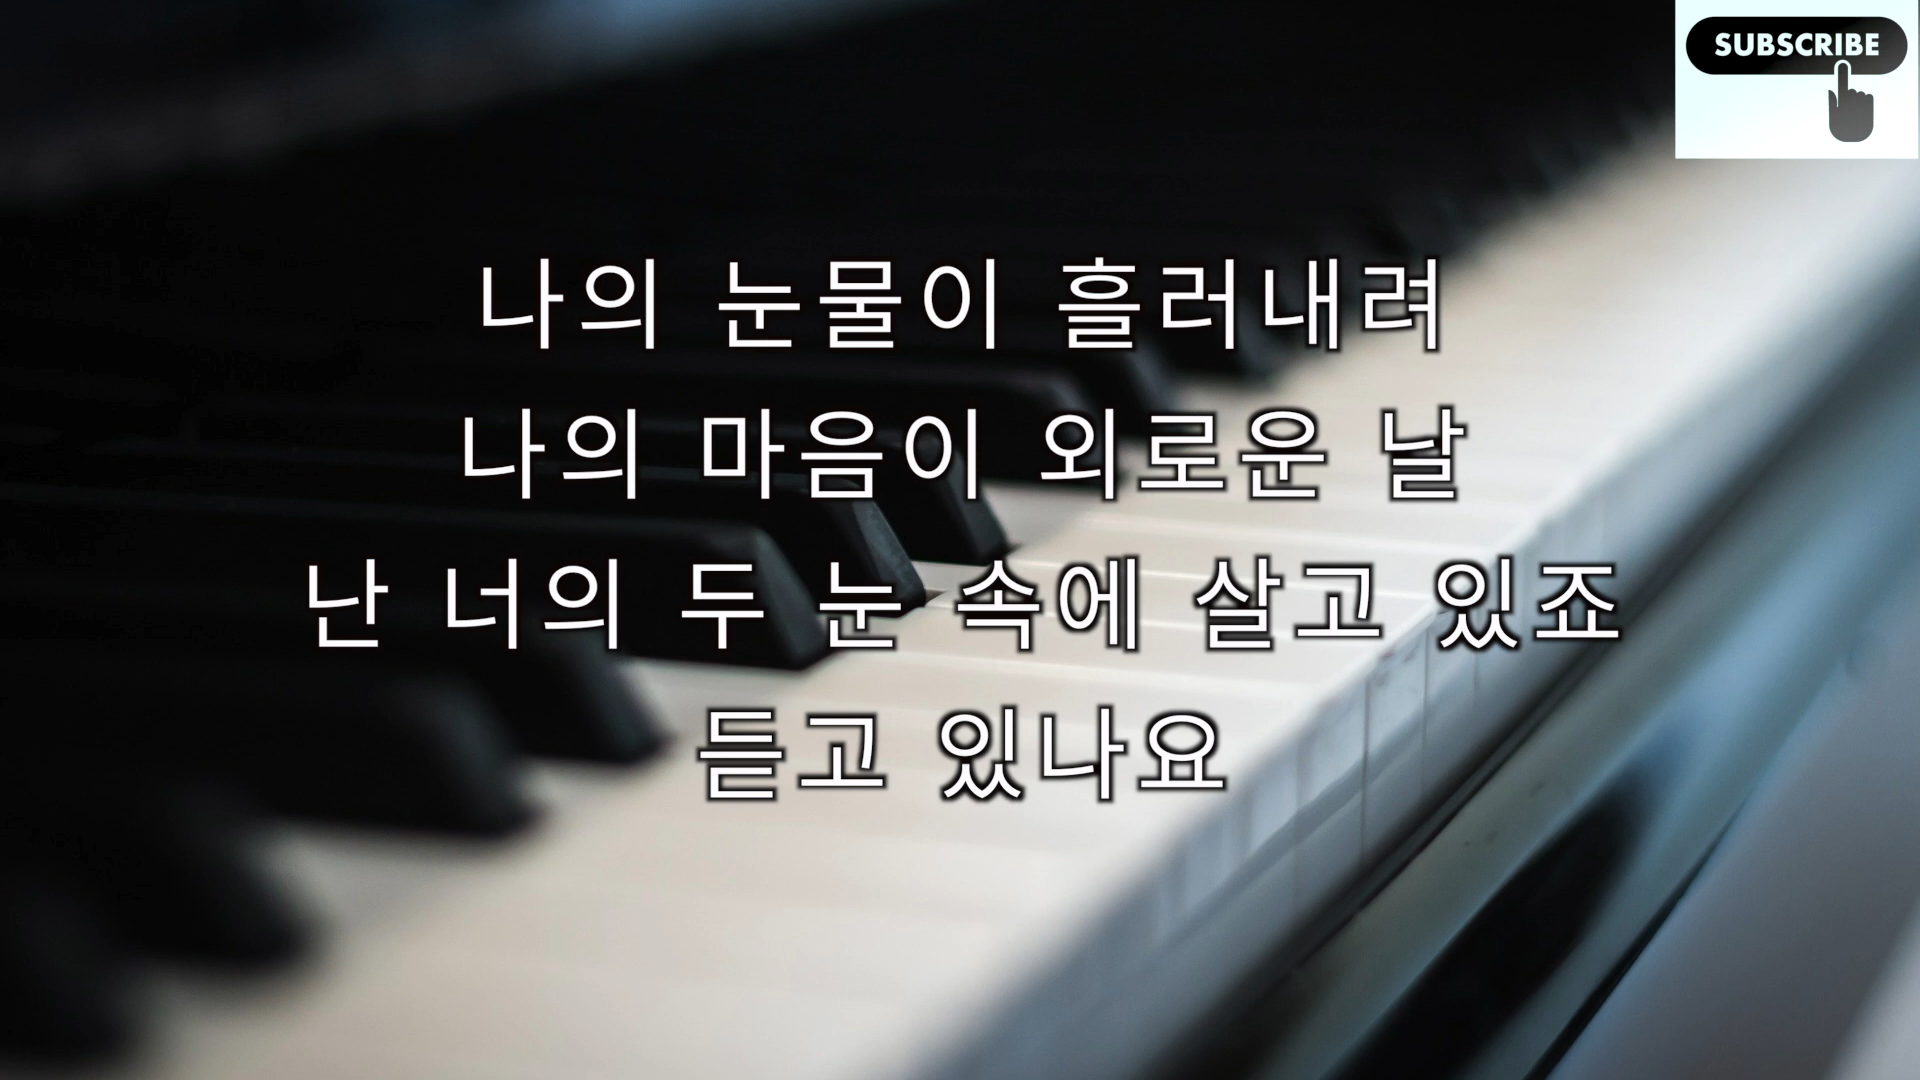 SUBSCRIBE
나의 눈물이 흘러내려
나의 마음이 외로운 날
난 너의 두 눈 속에 살고 있죠
듣고 있나요